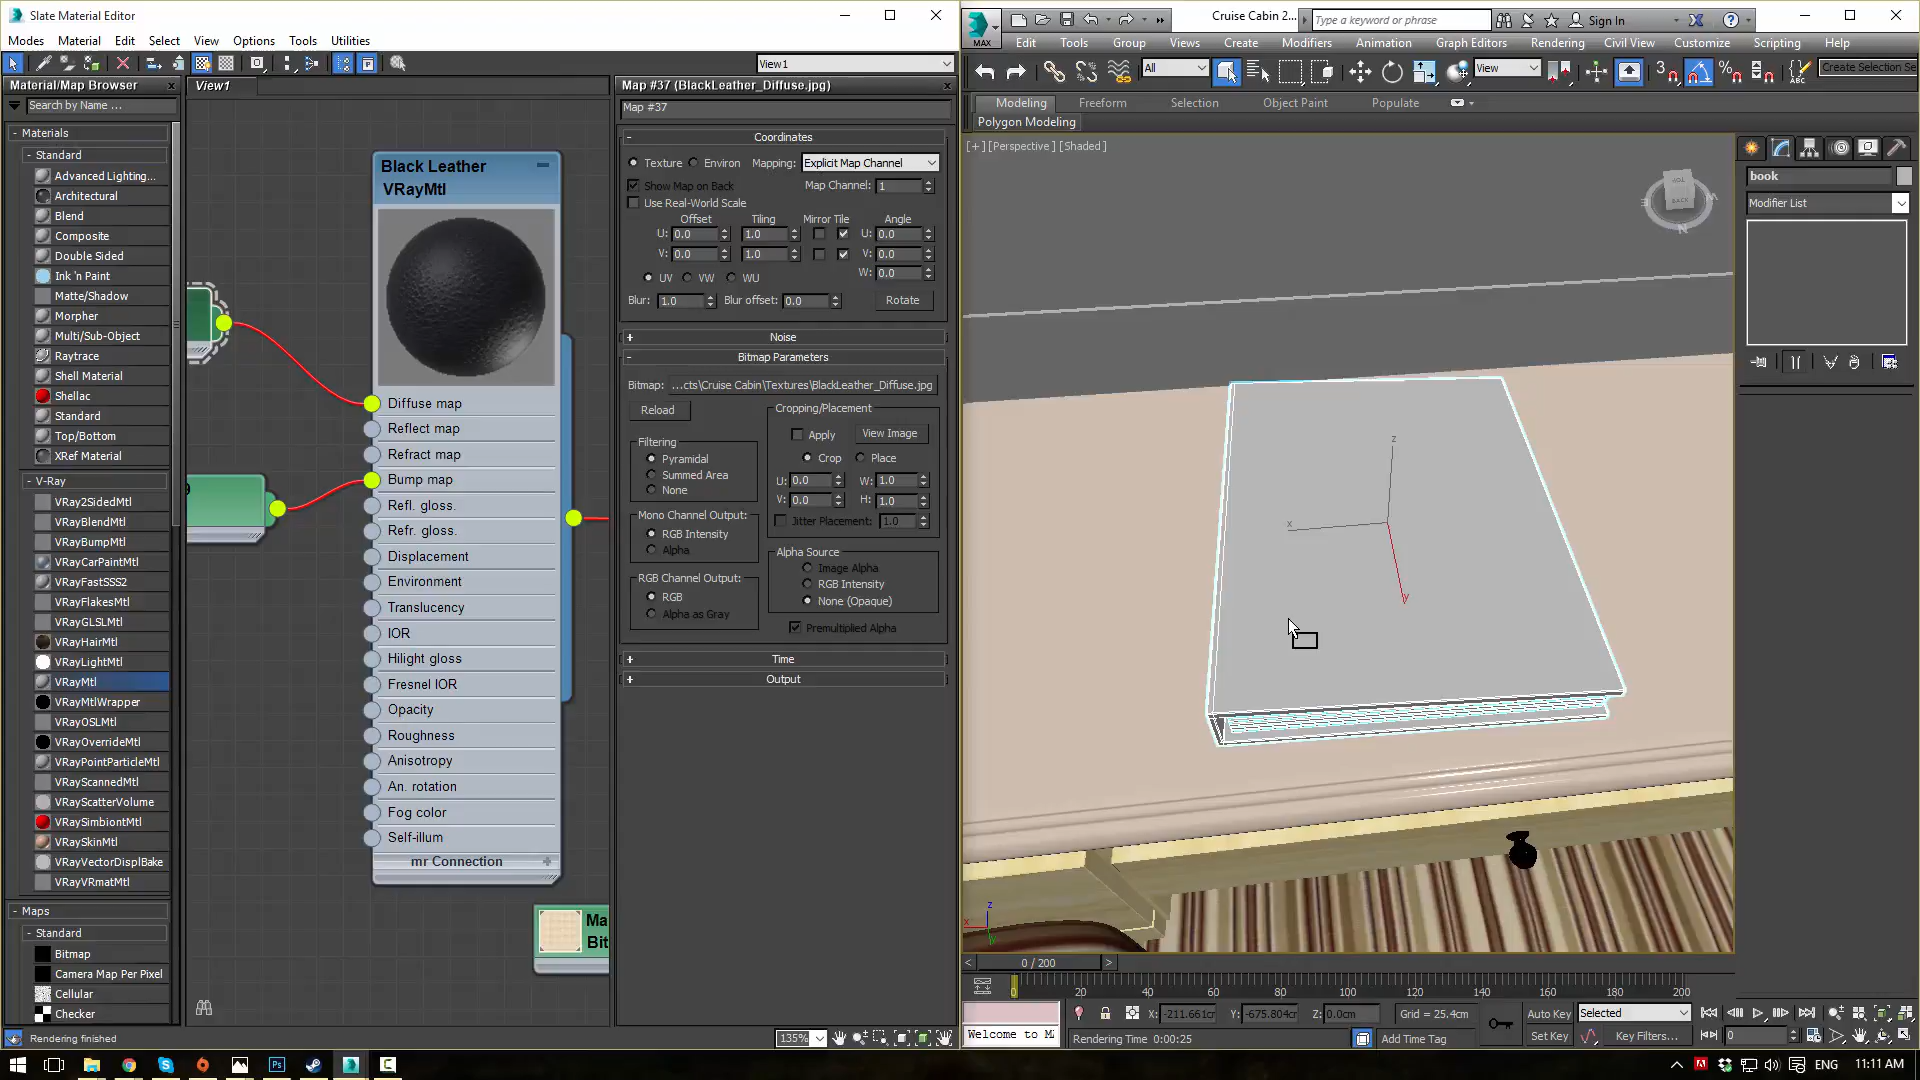 Slate Material Editor
Modes Material Edit Select View Options Tools Utilities
View1
Material/Map Browser
Search by Name ...
- Materials
- Standard
Advanced Lighting...
Architectural
Blend
Composite
Double Sided
Ink 'n Paint
Matte/Shadow
Morpher
Multi/Sub-Object
Raytrace
Shell Material
Shellac
Standard
Top/Bottom
XRef Material
- V-Ray
VRay2SidedMtl
VRayBlendMtl
VRayBumpMtl
VRayCarPaintMtl
VRayFastSSS2
VRayFlakesMtl
VRayGLSLMtl
VRayHairMtl
VRayLightMtl
VRayMtl
VRayMtlWrapper
VRayOSLMtl
VRayOverrideMtl
VRayPointParticleMtl
VRayScannedMtl
VRayScatterVolume
VRaySimbiontMtl
VRaySkinMtl
VRayVectorDisplBake
VRayVRmatMtl
- Maps
- Standard
Bitmap
Camera Map Per Pixel
Cellular
Checker
Rendering finished
View1
Black Leather
VRayMtl
Diffuse map
Reflect map
Refract map
Bump map
Refl. gloss.
Refr. gloss.
Displacement
Environment
Translucency
IOR
Hilight gloss
Fresnel IOR
Opacity
Roughness
Anisotropy
An. rotation
Fog color
Self-illum
mr Connection +
Ma
Bit
135%
Map #37 (BlackLeather_Diffuse.jpg)
Map #37
- Coordinates
Texture Environ Mapping: Explicit Map Channel
Show Map on Back Map Channel: 1
Use Real-World Scale
Offset Tiling Mirror Tile Angle
U: 0.0 1.0 U: 0.0
V: 0.0 1.0 V: 0.0
W: 0.0
UV VW WU
Blur: 1.0 Blur offset: 0.0 Rotate
+ Noise
- Bitmap Parameters
Bitmap: ...cts\Cruise Cabin\Textures\BlackLeather_Diffuse.jpg
Reload
Cropping/Placement
Apply View Image
Crop Place
U: 0.0 W: 1.0
V: 0.0 H: 1.0
Jitter Placement: 1.0
Filtering
Pyramidal
Summed Area
None
Mono Channel Output:
RGB Intensity
Alpha
RGB Channel Output:
RGB
Alpha as Gray
Alpha Source
Image Alpha
RGB Intensity
None (Opaque)
Premultiplied Alpha
+ Time
+ Output
MAX
Cruise Cabin 2...
Type a keyword or phrase
Sign In
Edit Tools Group Views Create Modifiers Animation Graph Editors Rendering Civil View Customize Scripting Help
All View Create Selection Se
Modeling Freeform Selection Object Paint Populate
Polygon Modeling
[+] [Perspective] [Shaded]
z
x
y
book
Modifier List
< 0 / 200 >
0 20 40 60 80 100 120 140 160 180 200
Welcome to M
X: -211.661cm Y: -675.804cm Z: 0.0cm Grid = 25.4cm
Rendering Time 0:00:25
Add Time Tag
Auto Key Selected
Set Key Key Filters... 0
ENG 11:11 AM